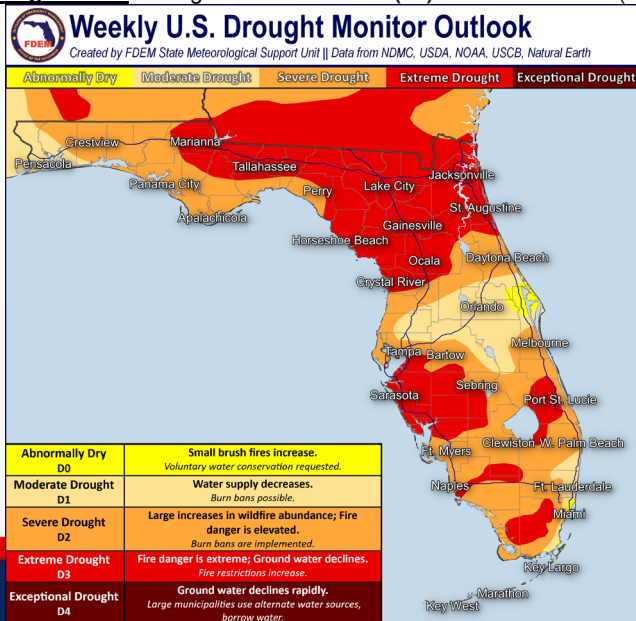 Weekly U.S. Drought Monitor Outlook
FDEM
Created by FDEM State Meteorological Support Unit || Data from NDMC, USDA, NOAA, USCB, Natural Earth
Abnormally Dry Moderate Drought Severe Drought Extreme Drought Exceptional Drought
Crestview
Marianna
Pensacola
Tallahassee
Jacksonville
Panama City
Perry
Lake City
Apalachicola
St. Augustine
Gainesville
Horseshoe Beach
Ocala
Daytona Beach
Crystal River
Orlando
Melbourne
Tampa
Bartow
Sebring
Sarasota
Port St. Lucie
Clewiston
W. Palm Beach
Ft. Myers
Naples
Ft. Lauderdale
Miami
Key Largo
Marathon
Key West
Abnormally Dry
D0
Small brush fires increase.
Voluntary water conservation requested.
Moderate Drought
D1
Water supply decreases.
Burn bans possible.
Severe Drought
D2
Large increases in wildfire abundance; Fire
danger is elevated.
Burn bans are implemented.
Extreme Drought
D3
Fire danger is extreme; Ground water declines.
Fire restrictions increase.
Exceptional Drought
D4
Ground water declines rapidly.
Large municipalities use alternate water sources,
borrow water.